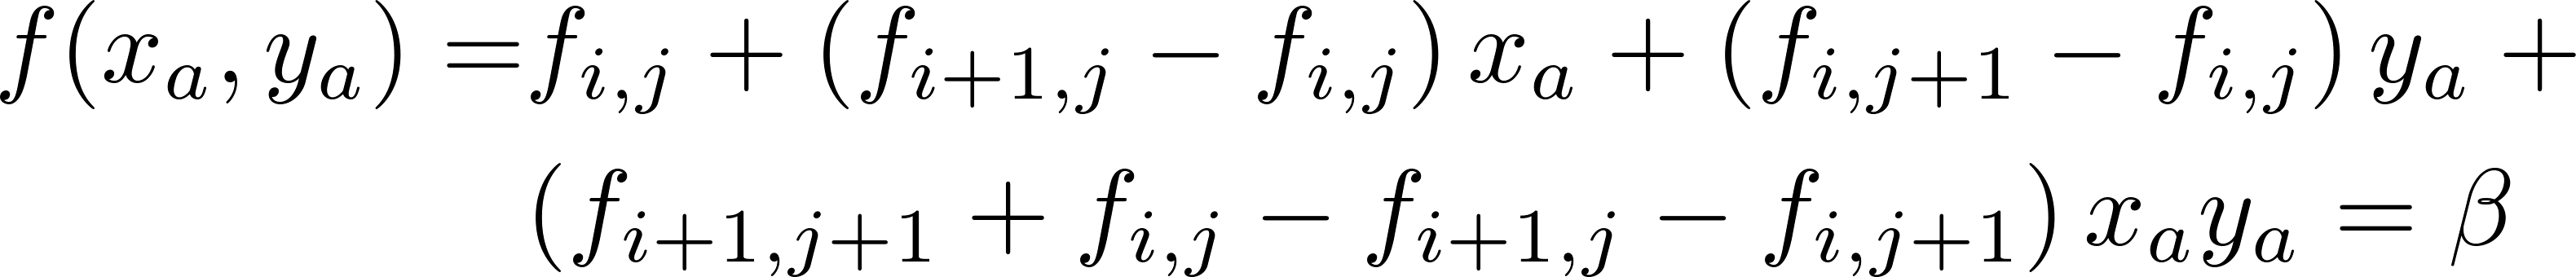 f(x_a, y_a) = f_{i,j} + (f_{i+1,j} − f_{i,j}) x_a + (f_{i,j+1} − f_{i,j}) y_a +
(f_{i+1,j+1} + f_{i,j} − f_{i+1,j} − f_{i,j+1}) x_a y_a = β